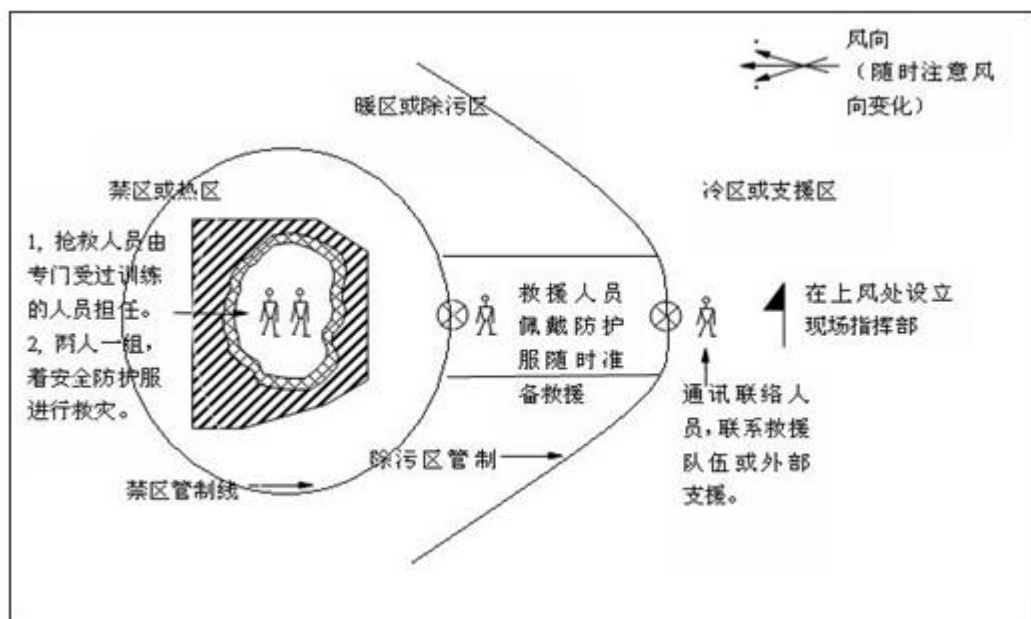 风向
（随时注意风
向变化）
暖区或除污区
禁区或热区
冷区或支援区
1, 抢救人员由
专门受过训练
的人员担任。
2, 两人一组，
着安全防护服
进行救灾。
救援人员
佩戴防护
服随时准
备救援
在上风处设立
现场指挥部
通讯联络人
员，联系救援
队伍或外部
支援。
除污区管制
禁区管制线